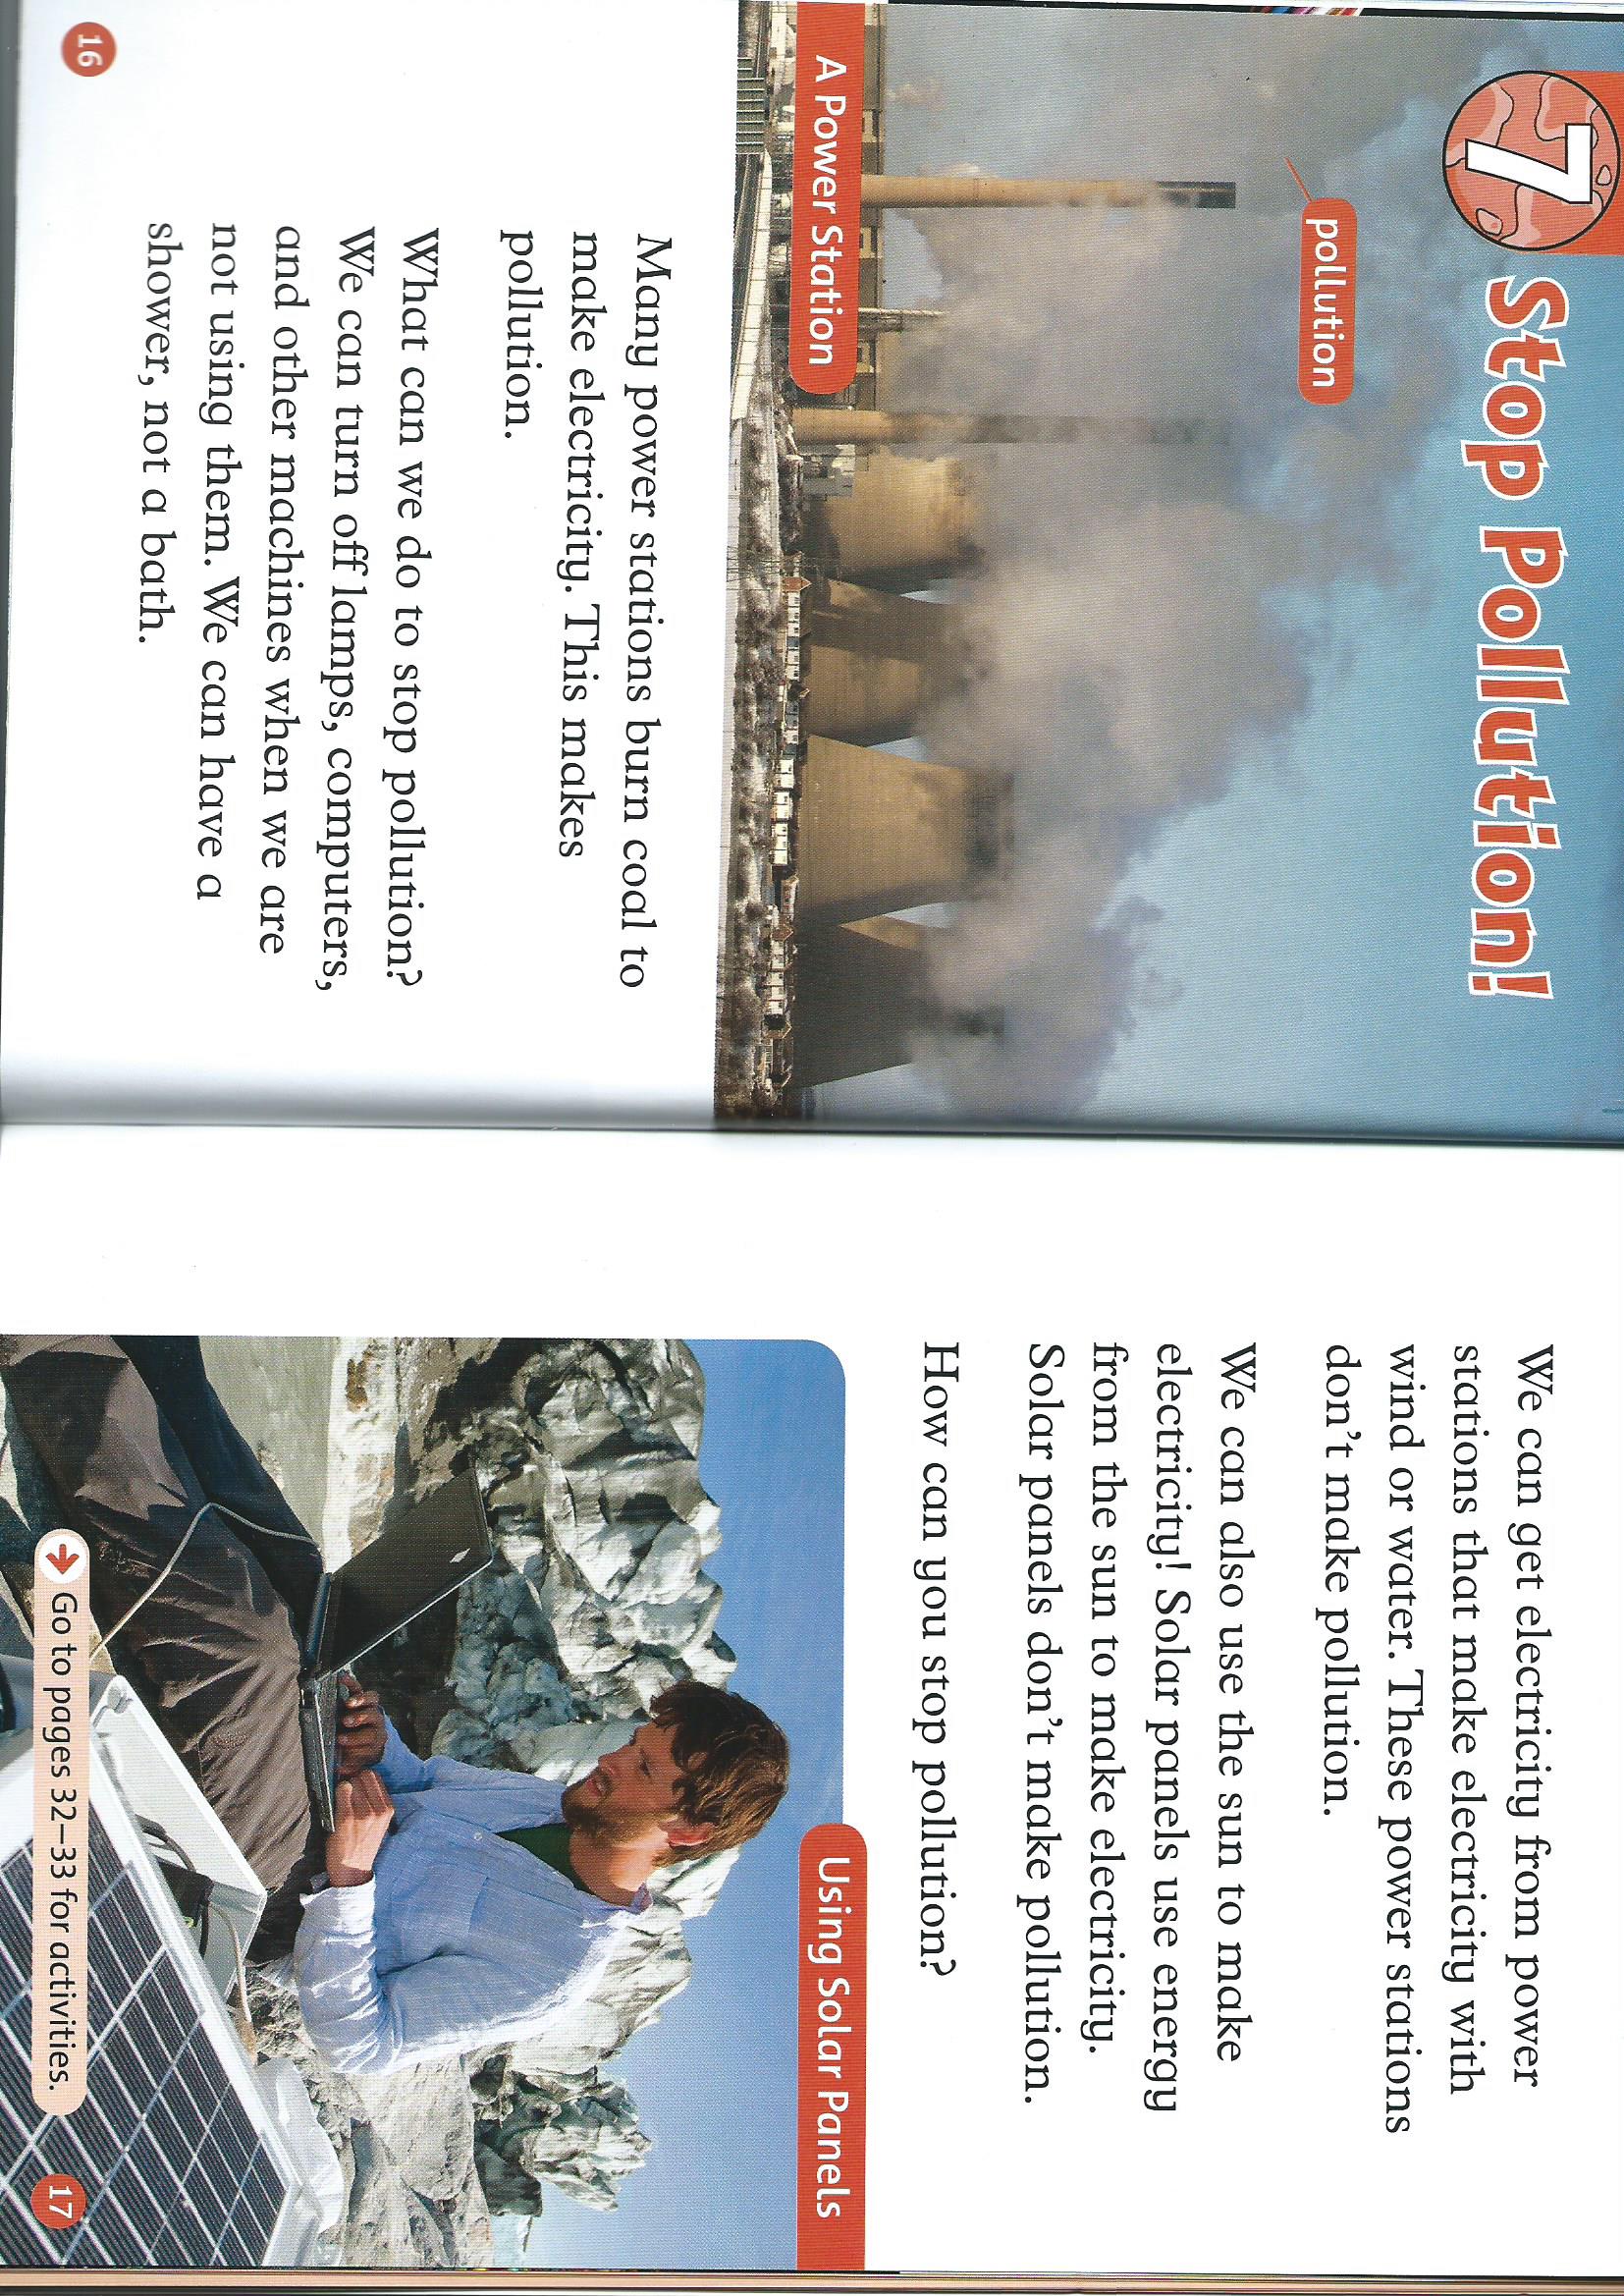 7
Stop Pollution!
pollution
A Power Station
Many power stations burn coal to
make electricity. This makes
pollution.
What can we do to stop pollution?
We can turn off lamps, computers,
and other machines when we are
not using them. We can have a
shower, not a bath.
16
We can get electricity from power
stations that make electricity with
wind or water. These power stations
don't make pollution.
We can also use the sun to make
electricity! Solar panels use energy
from the sun to make electricity.
Solar panels don't make pollution.
How can you stop pollution?
Using Solar Panels
Go to pages 32–33 for activities.
17